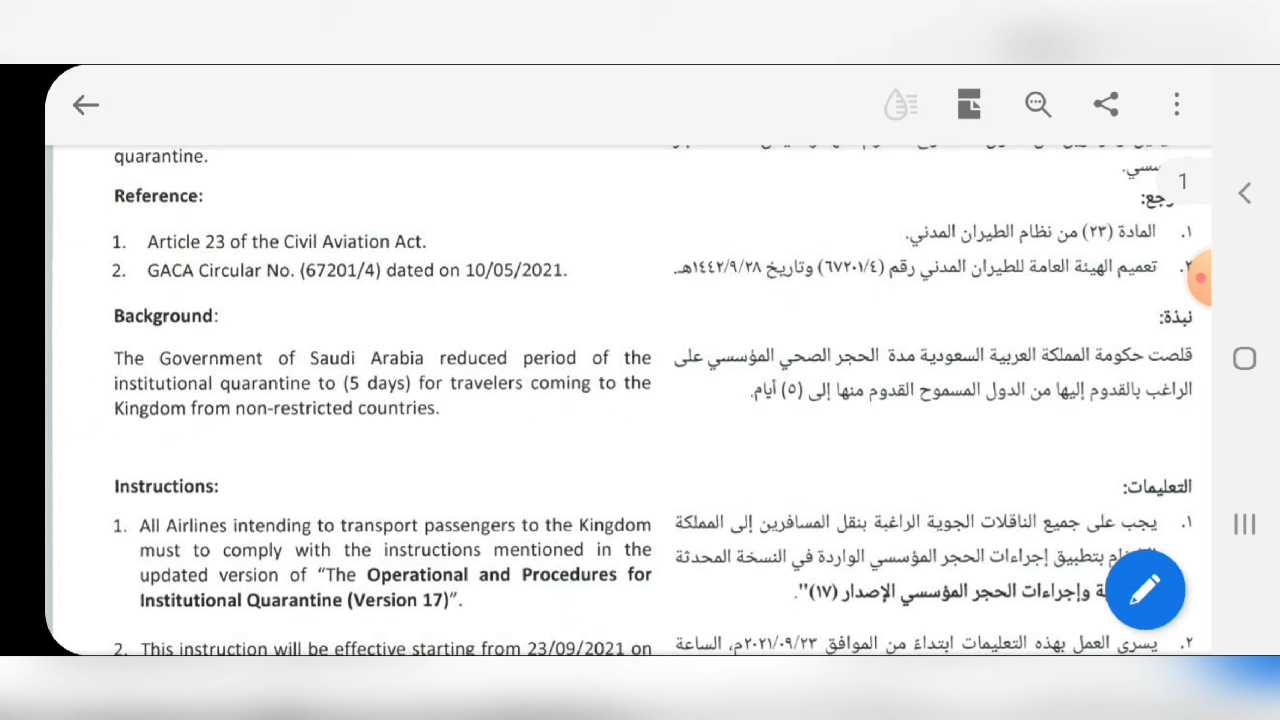 quarantine.
Reference:
1. Article 23 of the Civil Aviation Act.
2. GACA Circular No. (67201/4) dated on 10/05/2021.
Background:
The Government of Saudi Arabia reduced period of the
institutional quarantine to (5 days) for travelers coming to the
Kingdom from non-restricted countries.
Instructions:
1. All Airlines intending to transport passengers to the Kingdom
must to comply with the instructions mentioned in the
updated version of “The Operational and Procedures for
Institutional Quarantine (Version 17)”.
2. This instruction will be effective starting from 23/09/2021 on
1
١. المادة (٢٣) من نظام الطيران المدني.
٢. تعميم الهيئة العامة للطيران المدني رقم (٦٧٢٠١/٤) وتاريخ ١٤٤٢/٩/٢٨هـ.
نبذة:
قلصت حكومة المملكة العربية السعودية مدة الحجر الصحي المؤسسي على
الراغب بالقدوم إليها من الدول المسموح القدوم منها إلى (٥) أيام.
التعليمات:
١. يجب على جميع الناقلات الجوية الراغبة بنقل المسافرين إلى المملكة
بتطبيق إجراءات الحجر المؤسسي الواردة في النسخة المحدثة
وإجراءات الحجر المؤسسي الإصدار (١٧)".
٢. يسري العمل بهذه التعليمات ابتداءً من الموافق ٢٠٢١/٠٩/٢٣م، الساعة